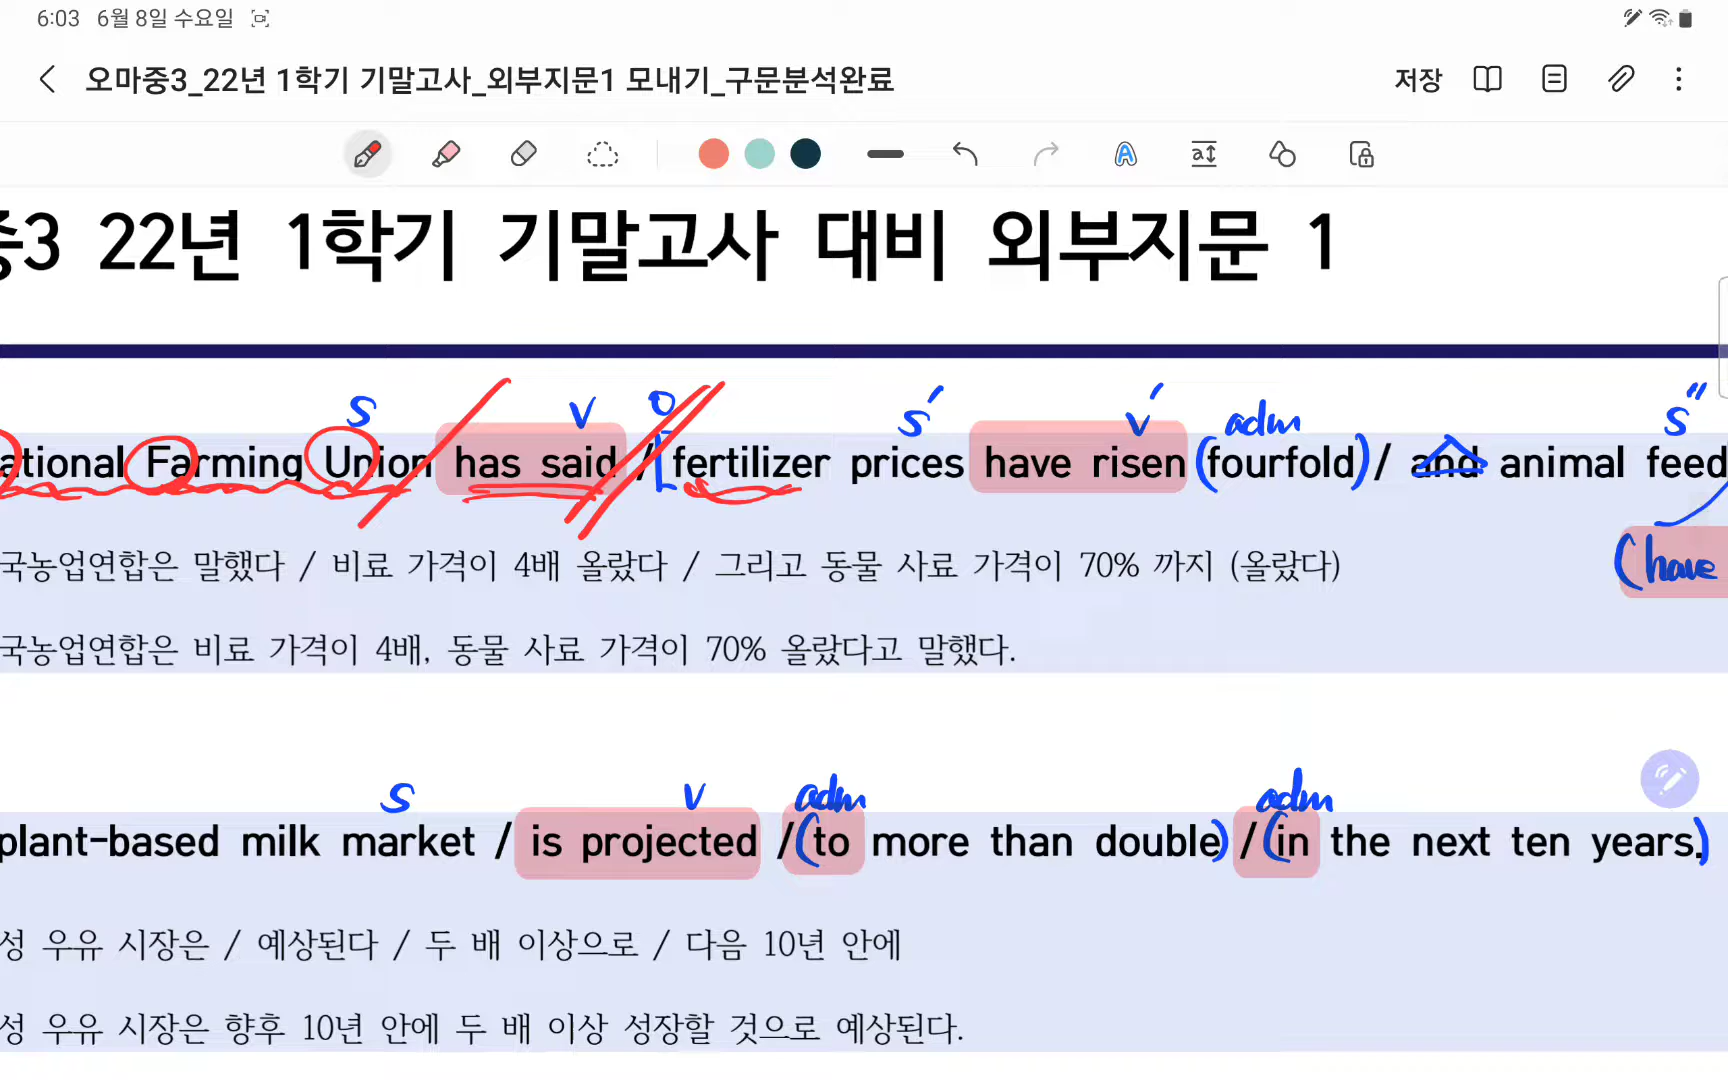 6:03 6월 8일 수요일
오마중3_22년 1학기 기말고사_외부지문1 모내기_구문분석완료 저장
중3 22년 1학기 기말고사 대비 외부지문 1
S V O S' V' adm S"
ational Farming Union has said / [ fertilizer prices have risen (fourfold) / and animal feed
(have
국농업연합은 말했다 / 비료 가격이 4배 올랐다 / 그리고 동물 사료 가격이 70% 까지 (올랐다)
국농업연합은 비료 가격이 4배, 동물 사료 가격이 70% 올랐다고 말했다.
S V adm adm
plant-based milk market / is projected / (to more than double) / (in the next ten years.)
성 우유 시장은 / 예상된다 / 두 배 이상으로 / 다음 10년 안에
성 우유 시장은 향후 10년 안에 두 배 이상 성장할 것으로 예상된다.